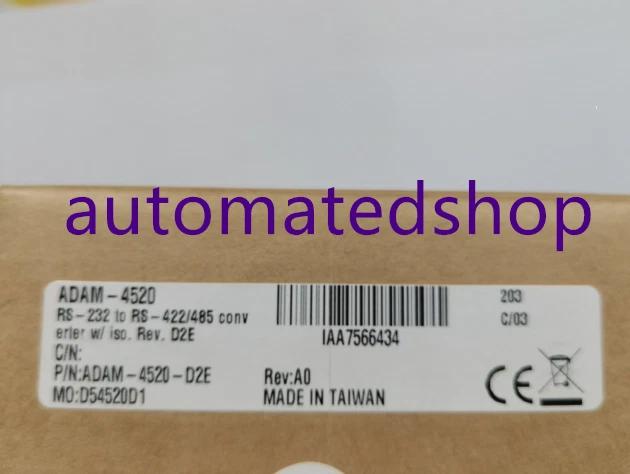 automatedshop
ADAM-4520
RS-232 to RS-422/485 conv
erler w/ iso. Rev. D2E
C/N:
P/N:ADAM-4520-D2E
MO:D54520D1
IAA7566434
Rev:A0
MADE IN TAIWAN
203
C/03
CE